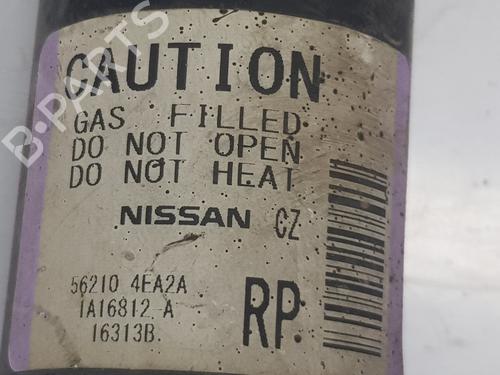 CAUTION
GAS FILLED
DO NOT OPEN
DO NOT HEAT
NISSAN CZ
56210 4EA2A
1A16812 A
16313B.
RP
B-PARTS